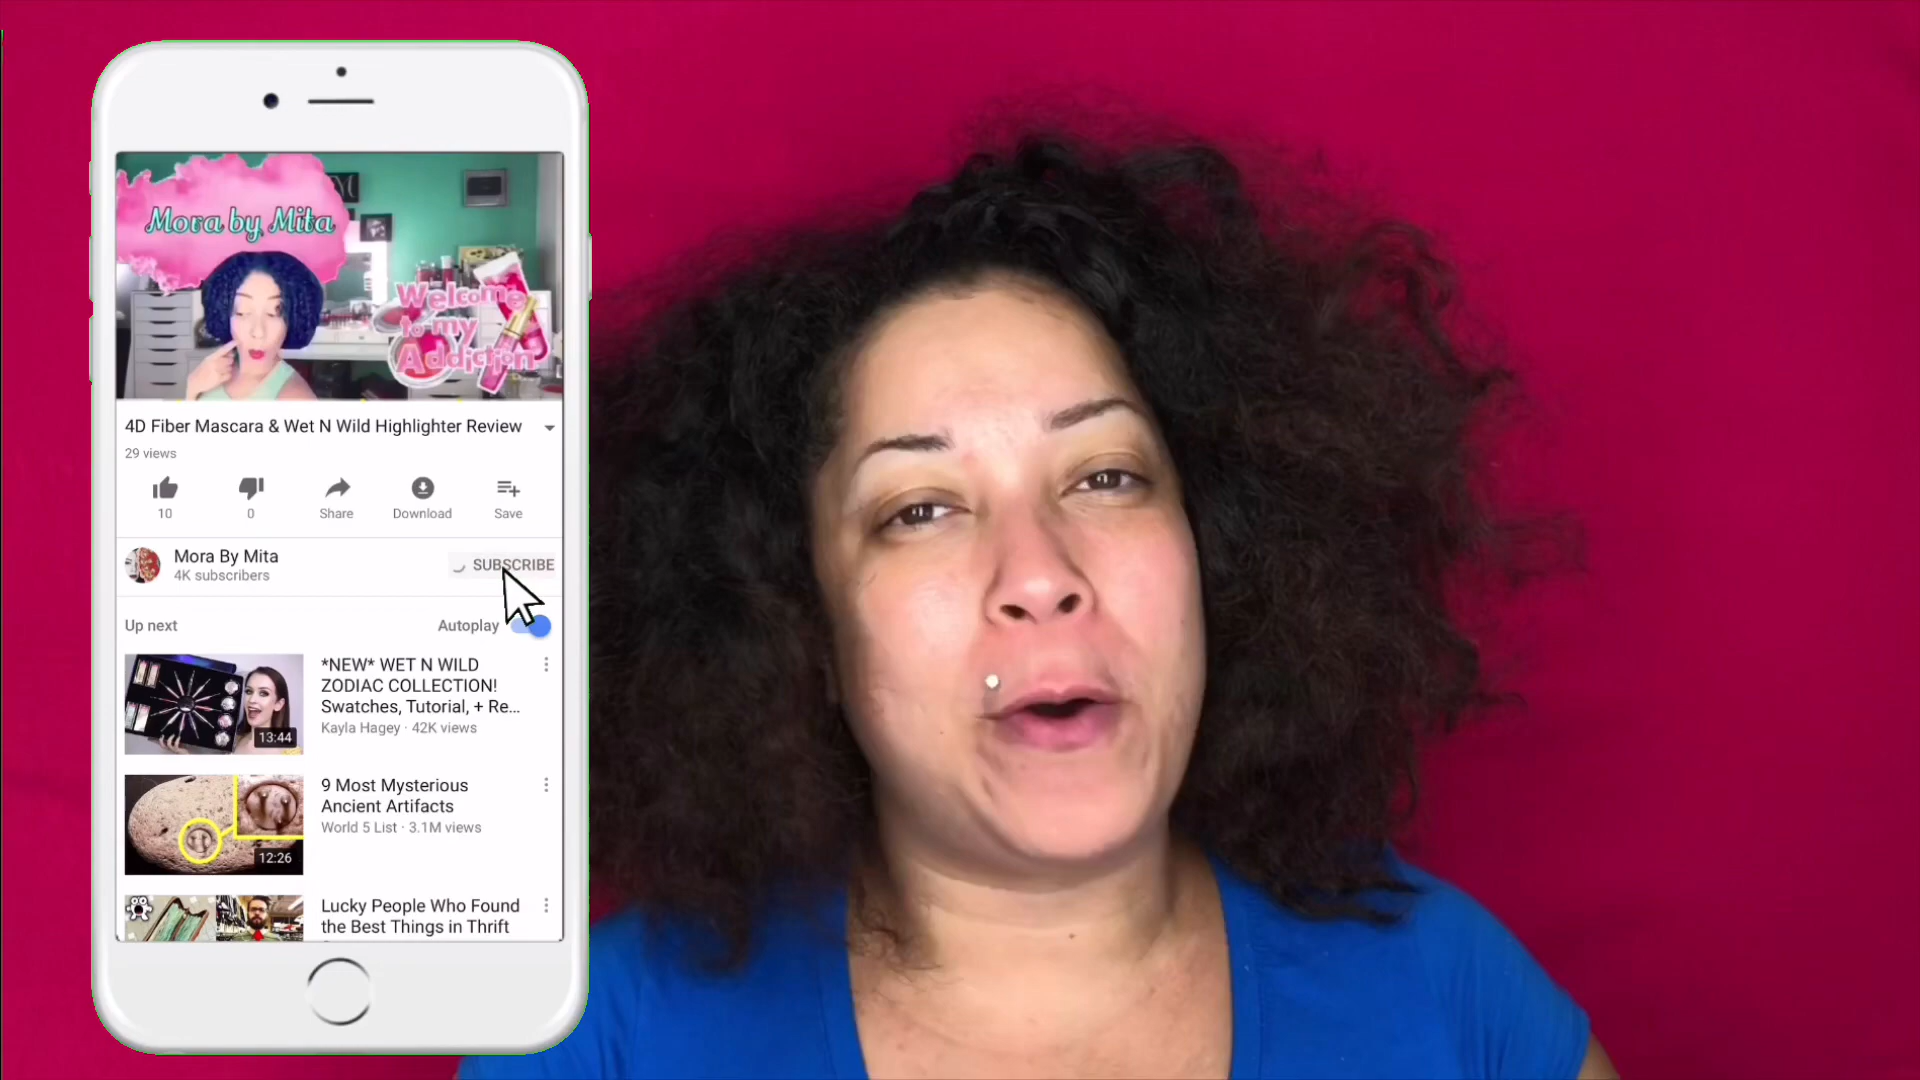 Mora by Mita
Welcome
to my
Addiction
4D Fiber Mascara & Wet N Wild Highlighter Review
29 views
10
0
Share
Download
Save
Mora By Mita
4K subscribers
SUBSCRIBE
Up next
Autoplay
*NEW* WET N WILD
ZODIAC COLLECTION!
Swatches, Tutorial, + Re...
Kayla Hagey · 42K views
13:44
9 Most Mysterious
Ancient Artifacts
World 5 List · 3.1M views
12:26
Lucky People Who Found
the Best Things in Thrift